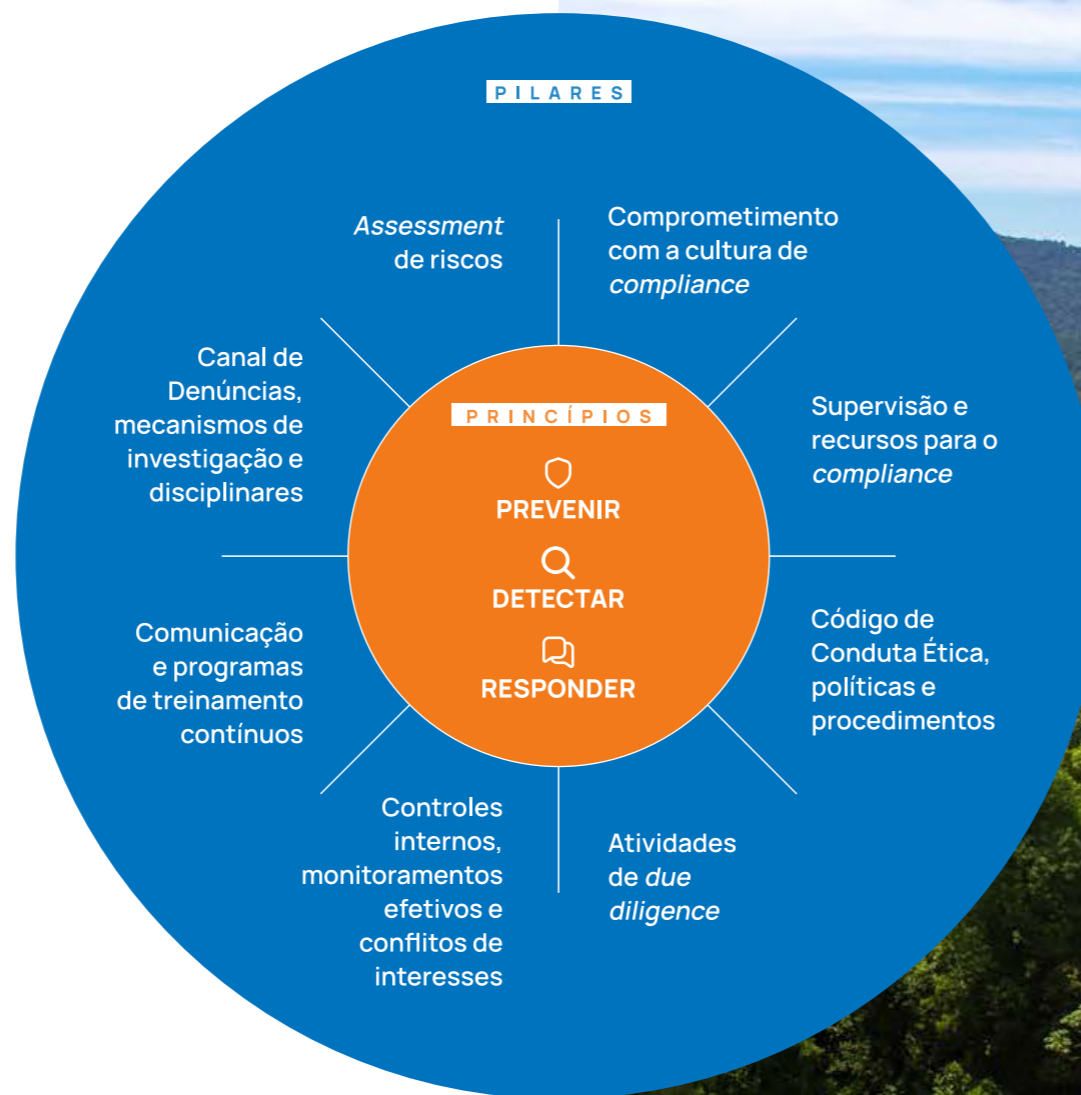 PILARES
Assessment
de riscos
Comprometimento
com a cultura de
compliance
Supervisão e
recursos para o
compliance
Código de
Conduta Ética,
políticas e
procedimentos
Atividades
de due
diligence
Controles
internos,
monitoramentos
efetivos e
conflitos de
interesses
Comunicação
e programas
de treinamento
contínuos
Canal de
Denúncias,
mecanismos de
investigação e
disciplinares
PRINCÍPIOS
PREVENIR
DETECTAR
RESPONDER